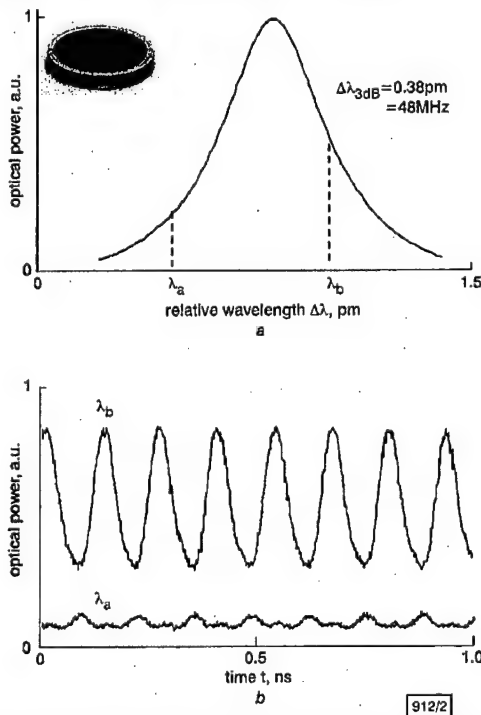 1
optical power, a.u.
Δλ3dB=0.38pm
=48MHz
0
0
λa
λb
1.5
relative wavelength Δλ, pm
a
1
optical power, a.u.
λb
λa
0
0
0.5
1.0
time t, ns
b
912/2